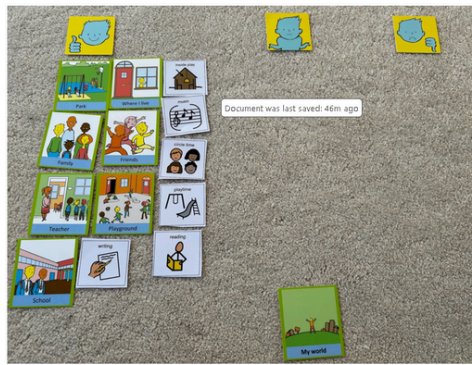 inside play
Park
Where I live
music
Document was last saved: 46m ago
Family
Friends
circle time
playtime
Teacher
Playground
writing
reading
School
My world